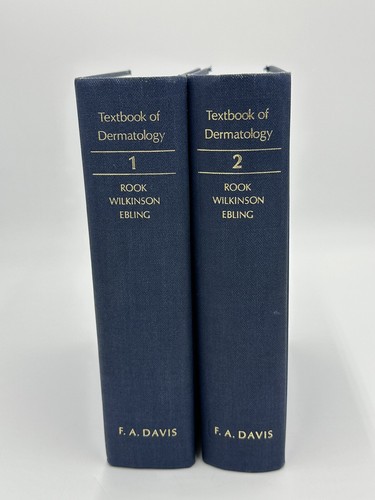 Textbook of
Dermatology
1
ROOK
WILKINSON
EBLING
F. A. DAVIS
Textbook of
Dermatology
2
ROOK
WILKINSON
EBLING
F. A. DAVIS